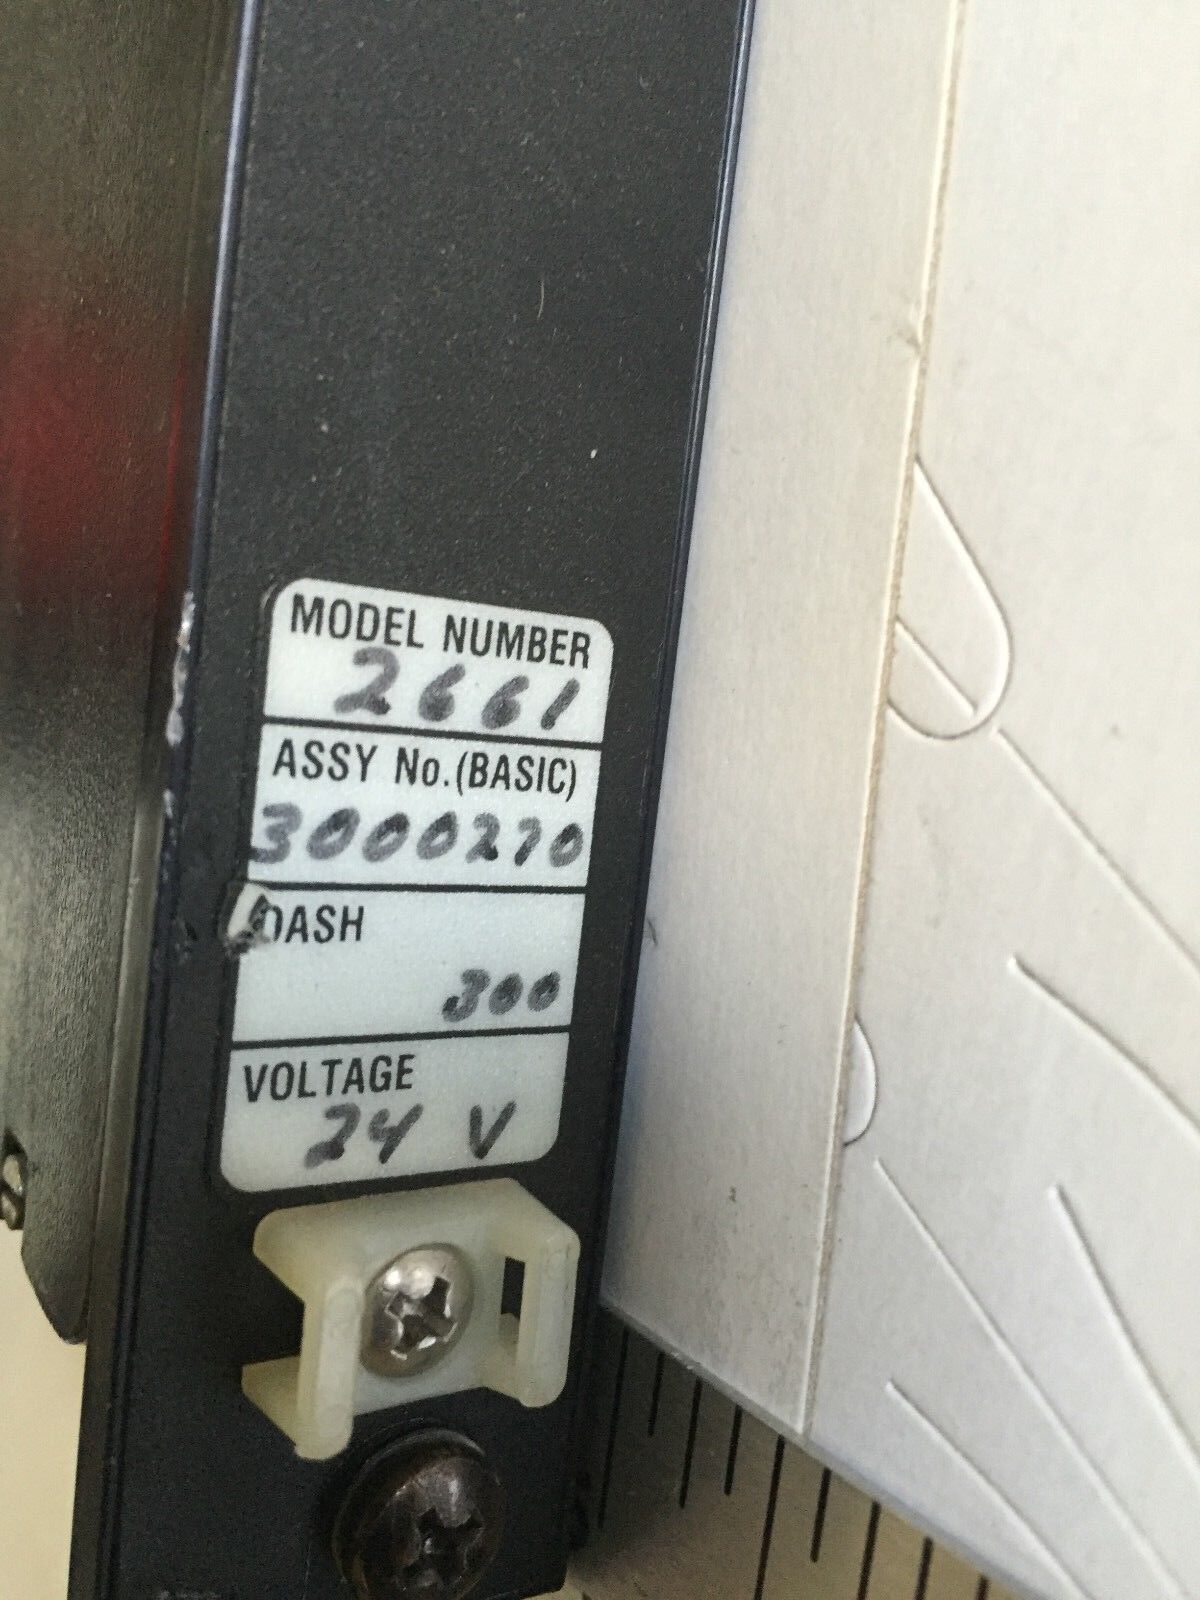 MODEL NUMBER
2661
ASSY No. (BASIC)
3000270
DASH
300
VOLTAGE
24 V